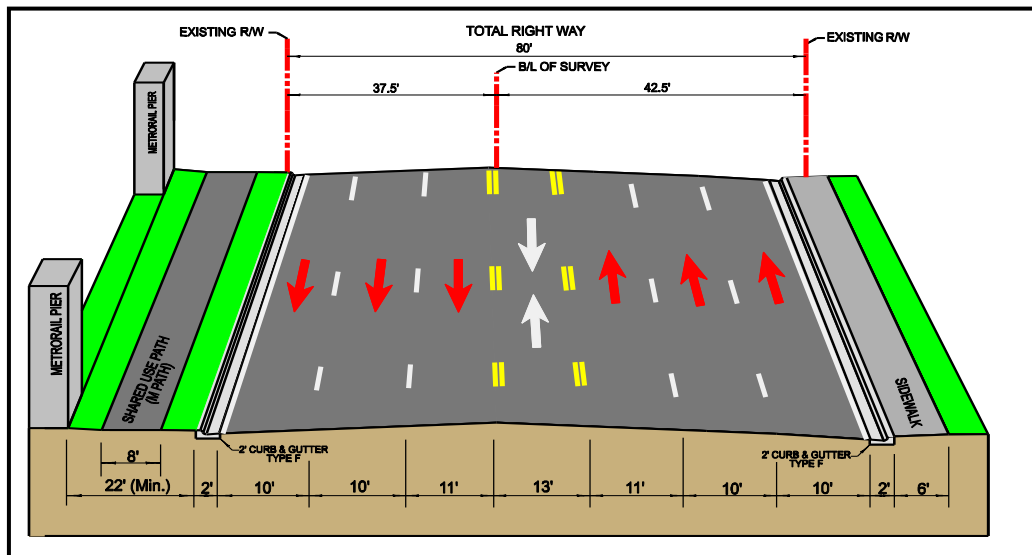 TOTAL RIGHT WAY
EXISTING R/W
EXISTING R/W
80'
B/L OF SURVEY
37.5'
42.5'
METRORAIL PIER
METRORAIL PIER
SHARED USE PATH
(M PATH)
SIDEWALK
2' CURB & GUTTER
TYPE F
2' CURB & GUTTER
TYPE F
8'
22' (Min.)
2'
10'
10'
11'
13'
11'
10'
10'
2'
6'